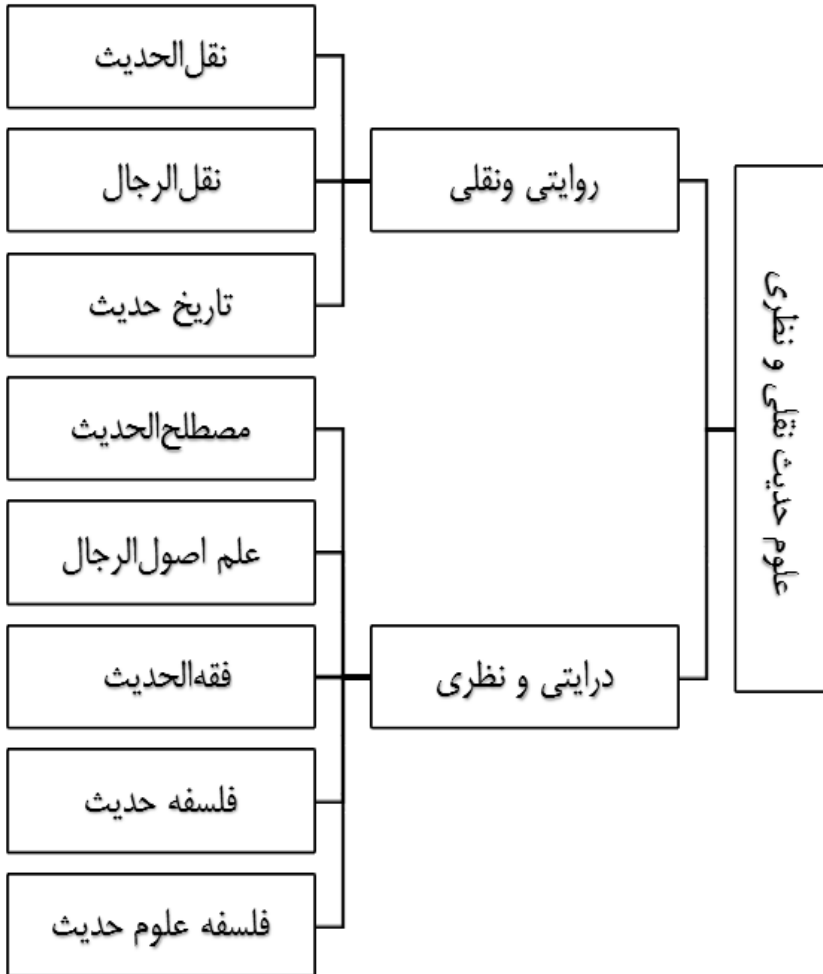 علوم حدیث نقلی و نظری
روایتی ونقلی
نقل‌الحدیث
نقل‌الرجال
تاریخ حدیث
درایتی و نظری
مصطلح‌الحدیث
علم اصول‌الرجال
فقه‌الحدیث
فلسفه حدیث
فلسفه علوم حدیث